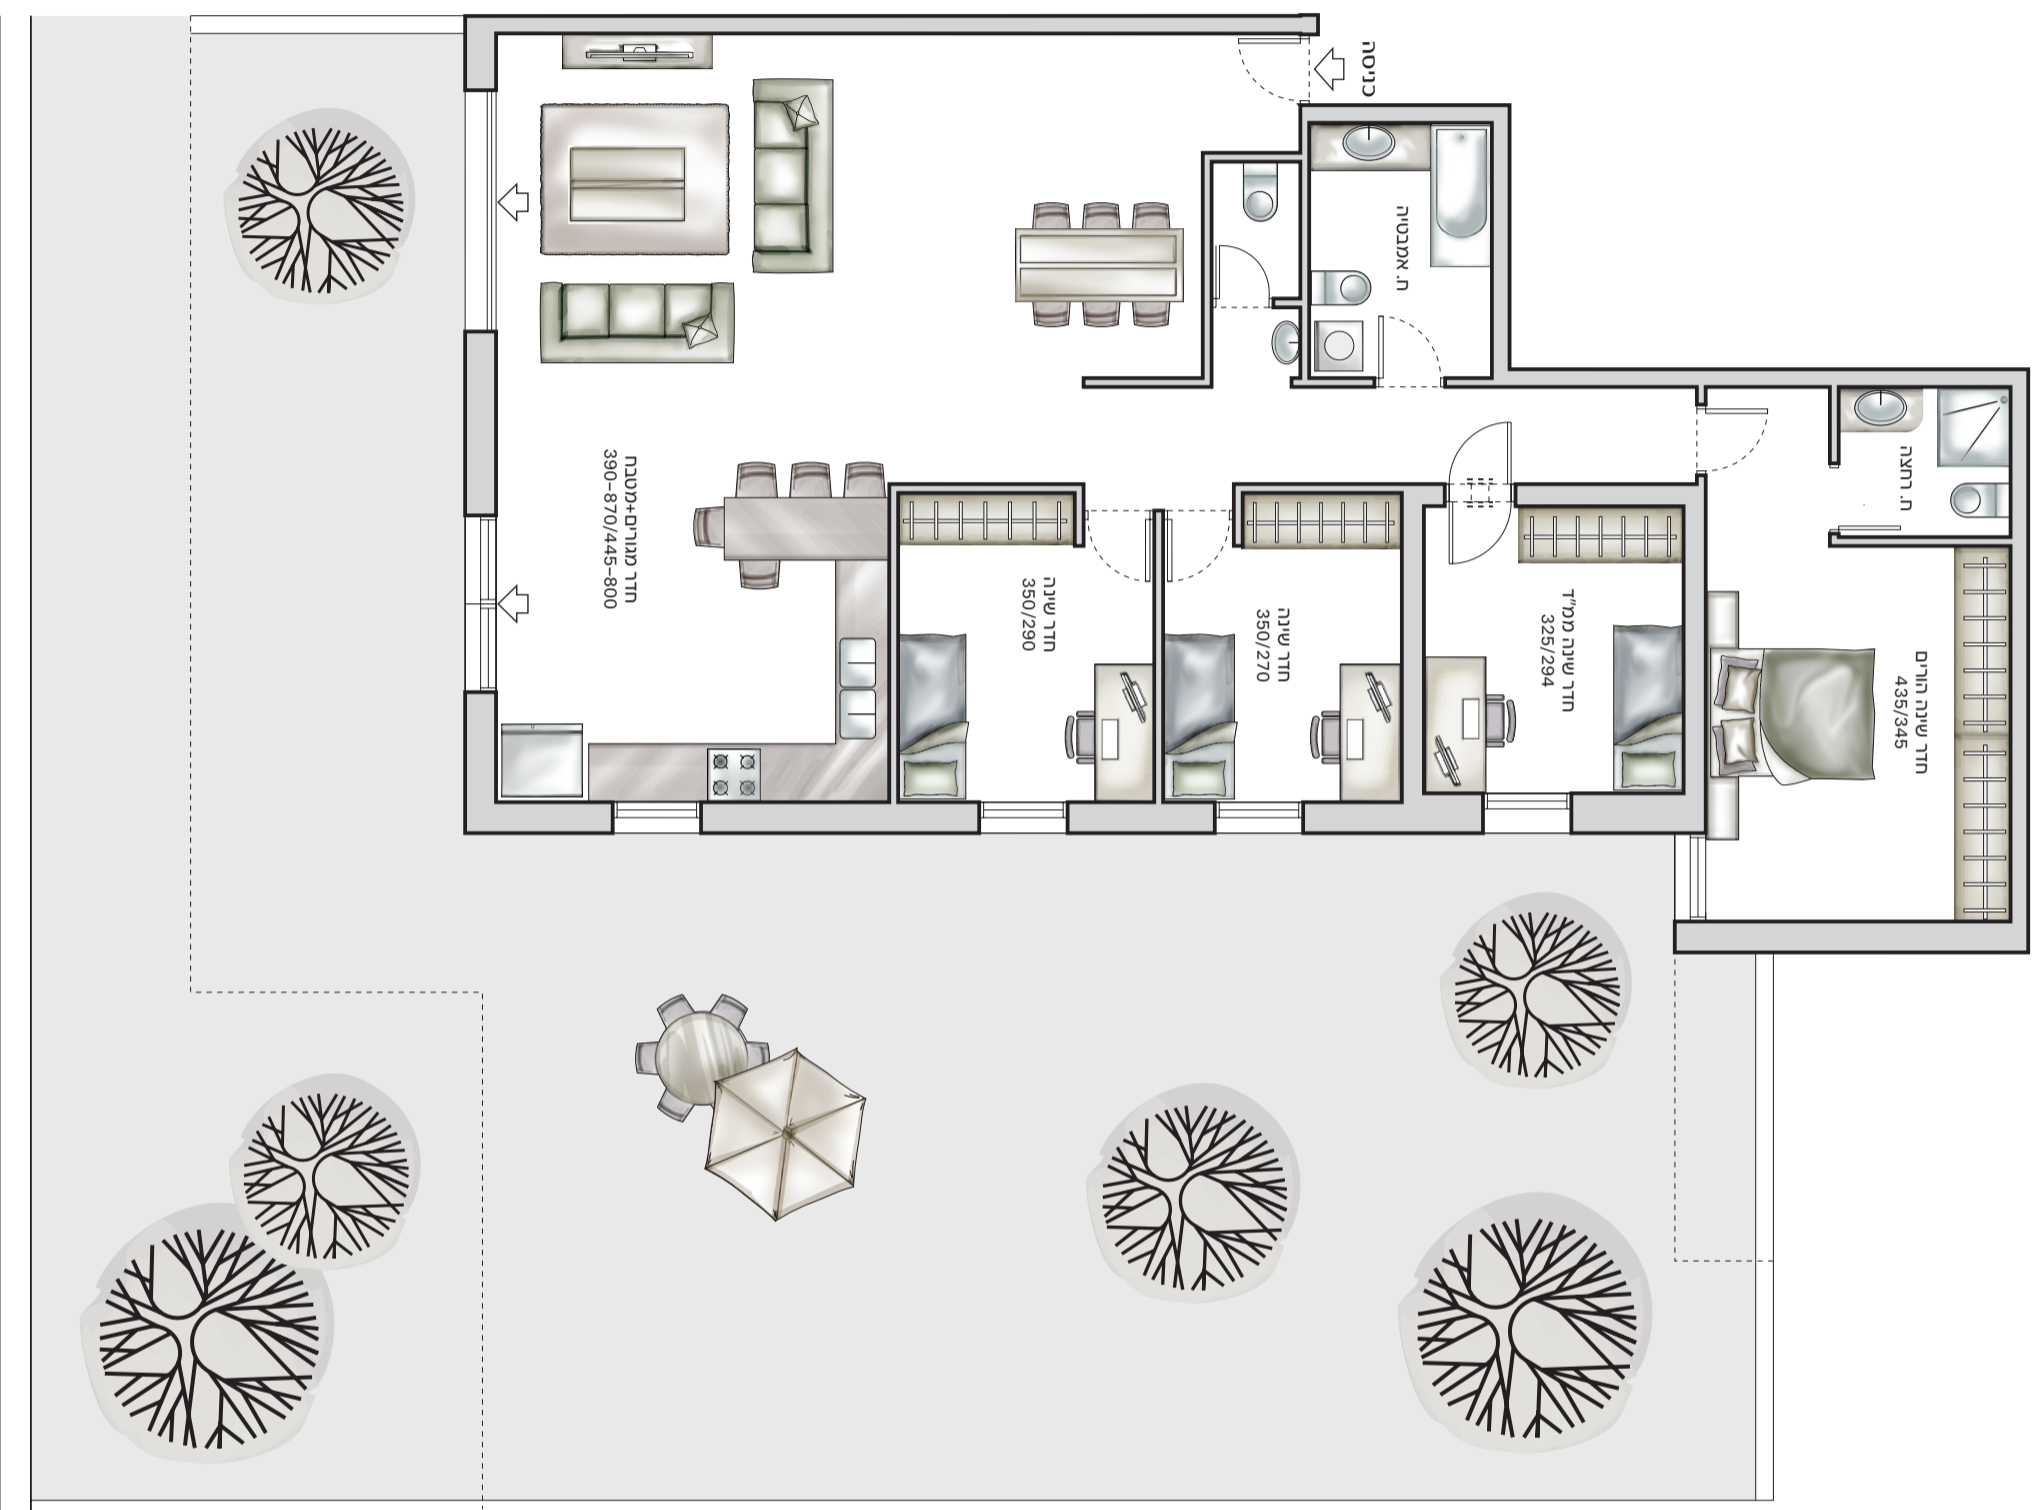 כניסה
ח. אמבטיה
ח. רחצה
חדר מגורים+מטבח
390-870/445-800
חדר שינה
350/290
חדר שינה
350/270
חדר שינה ממ״ד
325/294
חדר שינה הורים
435/345